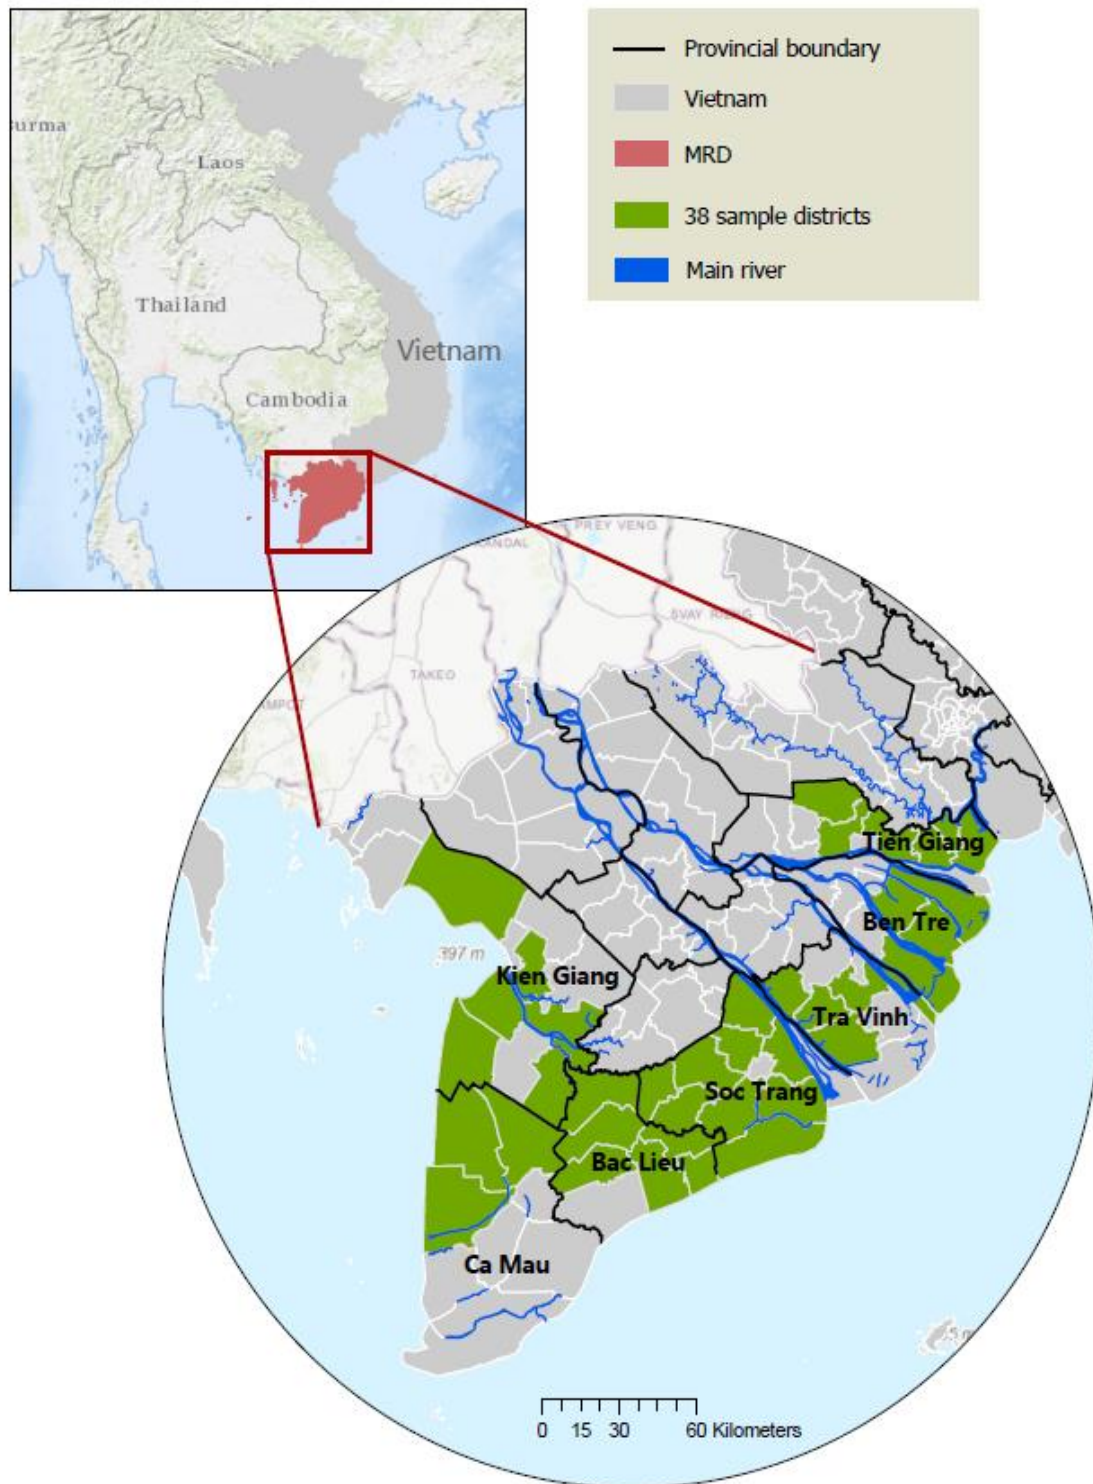 Provincial boundary
Vietnam
MRD
38 sample districts
Main river
urma
Laos
Thailand
Vietnam
Cambodia
PREY VENG
KANDAL
SVAY RIENG
TAKEO
AMPOT
Tien Giang
Ben Tre
397 m
Kien Giang
Tra Vinh
Soc Trang
Bac Lieu
Ca Mau
5 m
0 15 30 60 Kilometers